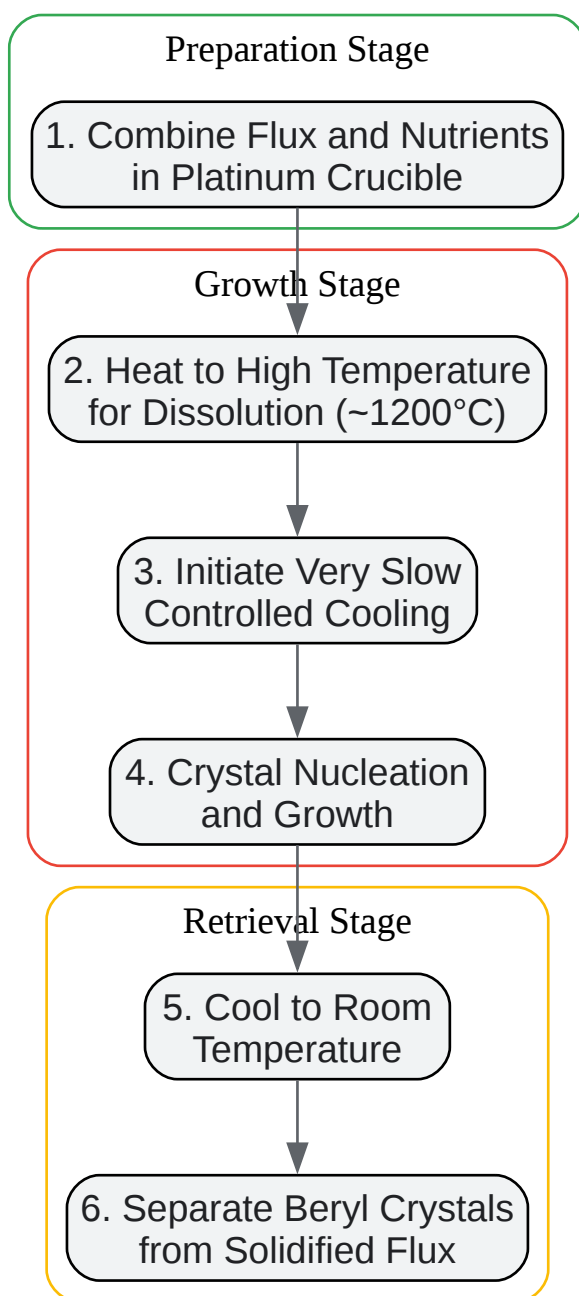 Preparation Stage
1. Combine Flux and Nutrients
in Platinum Crucible
Growth Stage
2. Heat to High Temperature
for Dissolution (~1200°C)
3. Initiate Very Slow
Controlled Cooling
4. Crystal Nucleation
and Growth
Retrieval Stage
5. Cool to Room
Temperature
6. Separate Beryl Crystals
from Solidified Flux